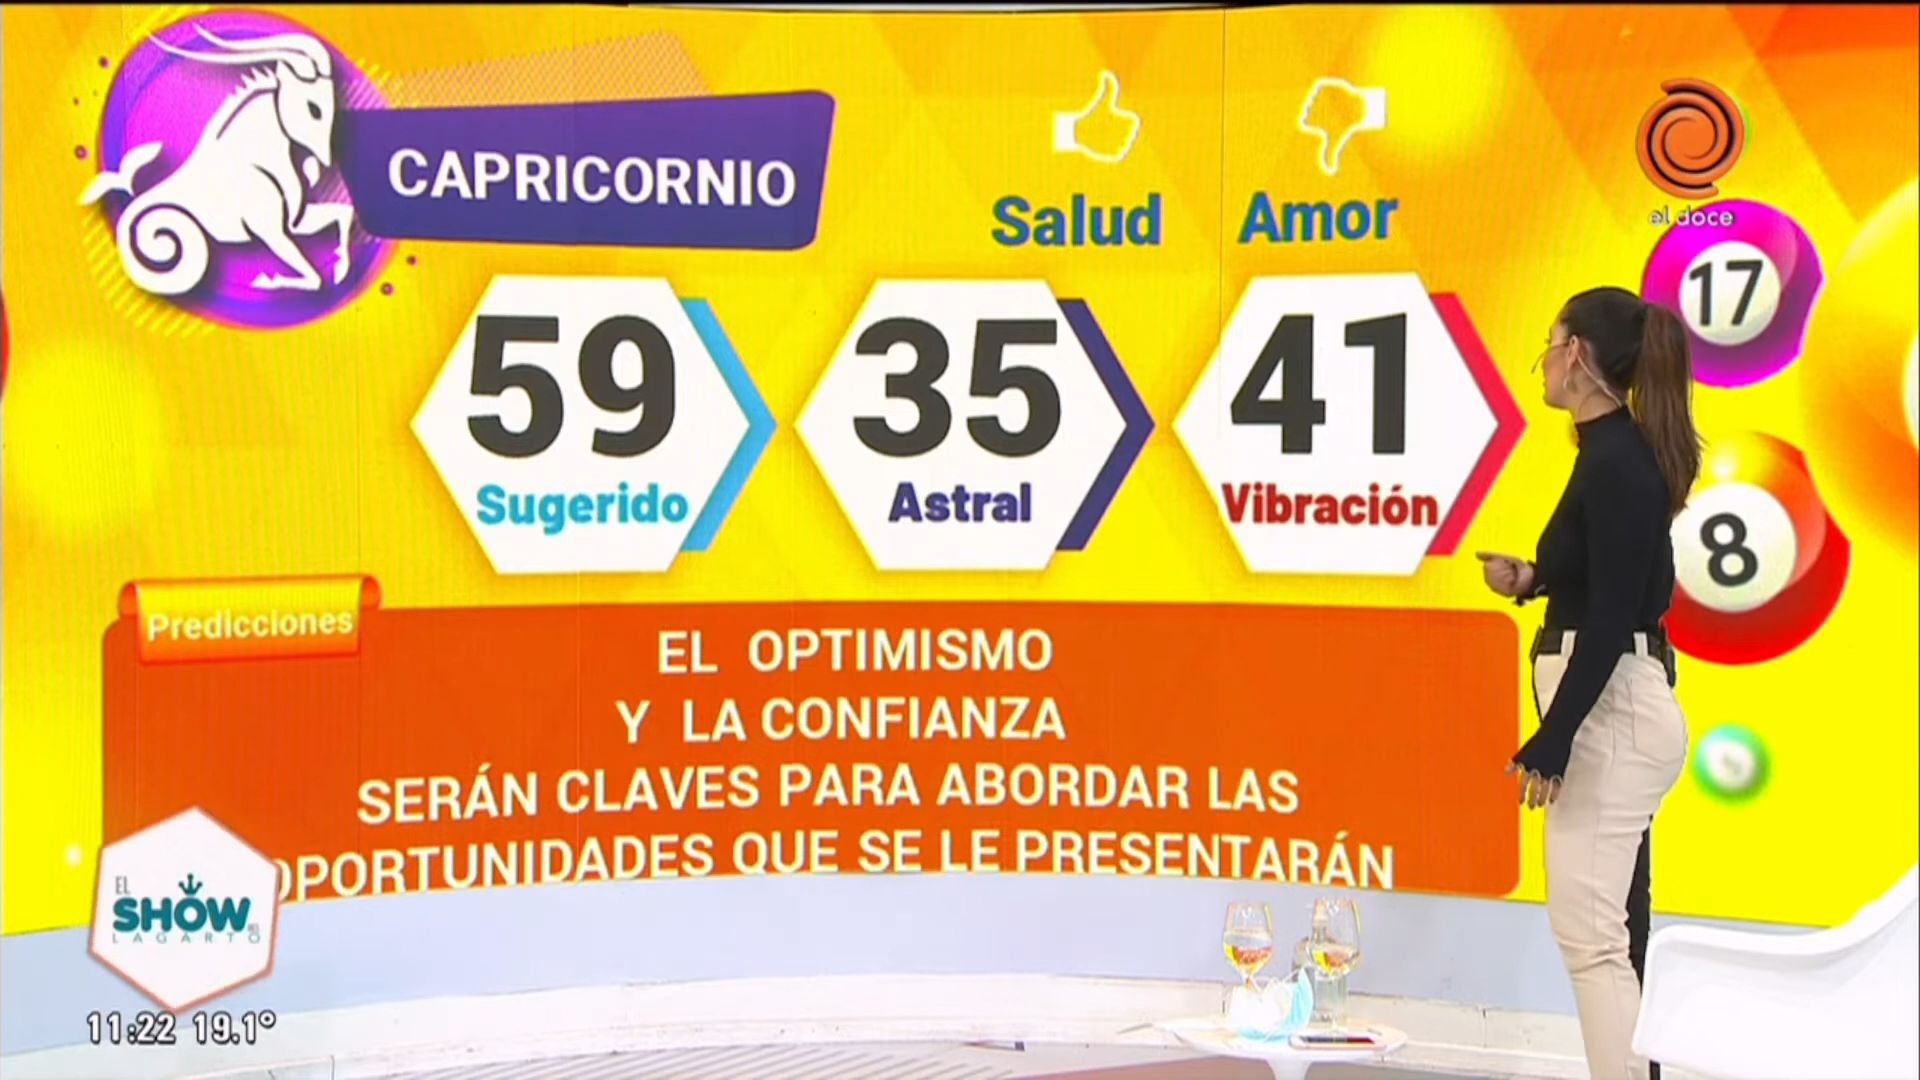 CAPRICORNIO
Salud
Amor
el doce
17
59
35
41
Sugerido
Astral
Vibración
8
Predicciones
EL OPTIMISMO
Y LA CONFIANZA
SERÁN CLAVES PARA ABORDAR LAS
OPORTUNIDADES QUE SE LE PRESENTARÁN
EL
SHOW
DEL
LAGARTO
11:22 19.1°